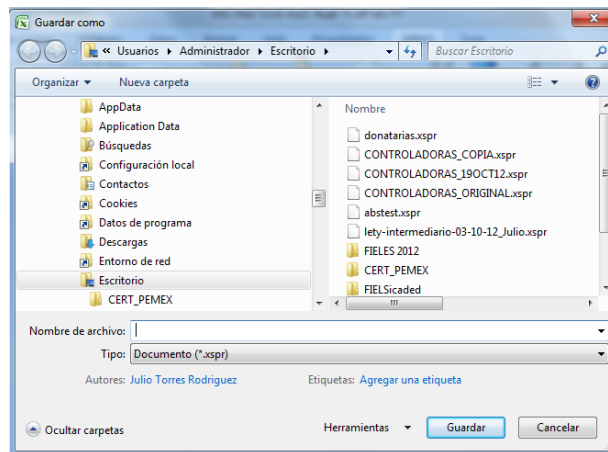 Guardar como
« Usuarios ▸ Administrador ▸ Escritorio ▸ Buscar Escritorio
Organizar Nueva carpeta
AppData
Application Data
Búsquedas
Configuración local
Contactos
Cookies
Datos de programa
Descargas
Entorno de red
Escritorio
CERT_PEMEX
Nombre
donatarias.xspr
CONTROLADORAS_COPIA.xspr
CONTROLADORAS_19OCT12.xspr
CONTROLADORAS_ORIGINAL.xspr
abstest.xspr
lety-intermediario-03-10-12_Julio.xspr
FIELES 2012
CERT_PEMEX
FIELSicaded
Nombre de archivo:
Tipo: Documento (*.xspr)
Autores: Julio Torres Rodriguez Etiquetas: Agregar una etiqueta
Ocultar carpetas Herramientas Guardar Cancelar